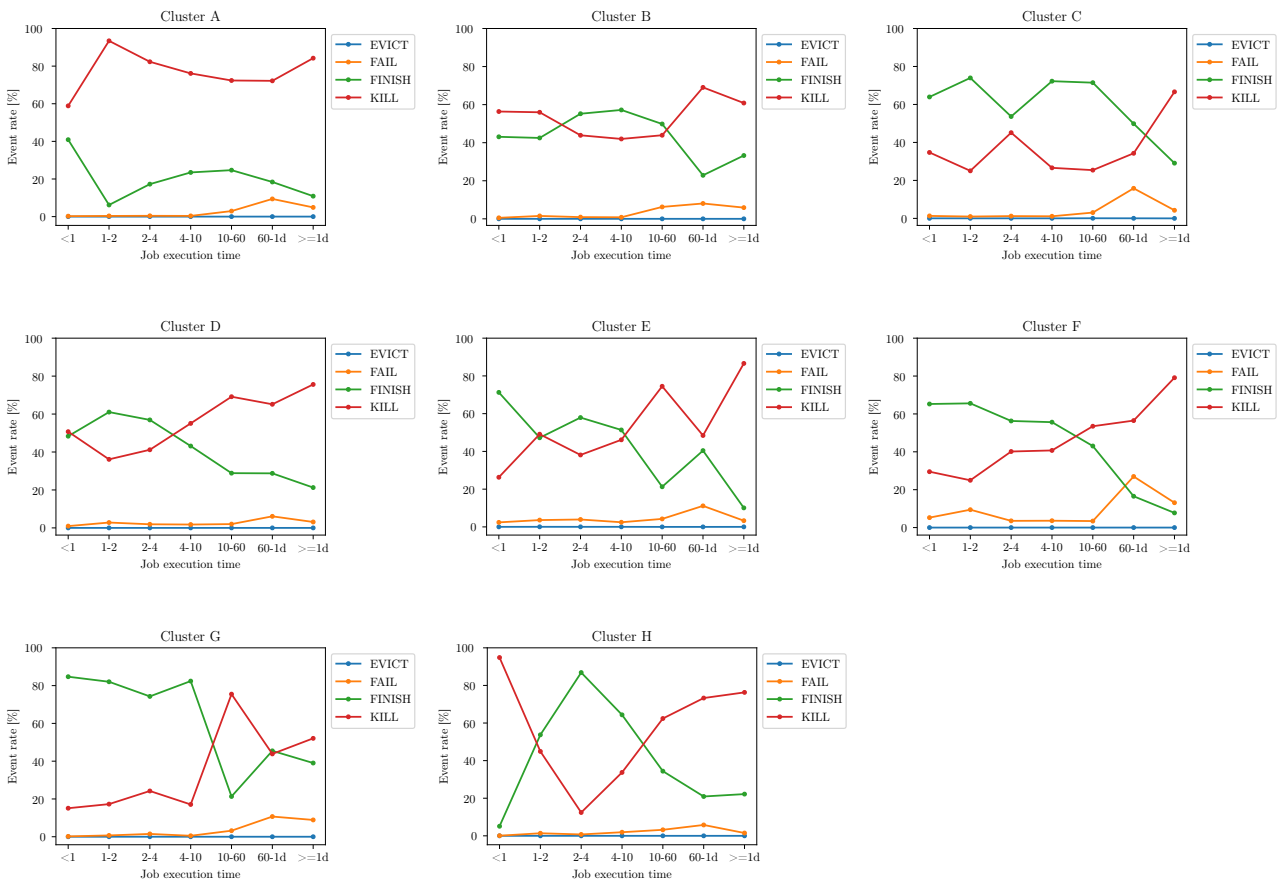 Cluster A
100
80
60
40
20
0
Event rate [%]
<1 1-2 2-4 4-10 10-60 60-1d >=1d
Job execution time
EVICT
FAIL
FINISH
KILL
Cluster B
100
80
60
40
20
0
Event rate [%]
<1 1-2 2-4 4-10 10-60 60-1d >=1d
Job execution time
EVICT
FAIL
FINISH
KILL
Cluster C
100
80
60
40
20
0
Event rate [%]
<1 1-2 2-4 4-10 10-60 60-1d >=1d
Job execution time
EVICT
FAIL
FINISH
KILL
Cluster D
100
80
60
40
20
0
Event rate [%]
<1 1-2 2-4 4-10 10-60 60-1d >=1d
Job execution time
EVICT
FAIL
FINISH
KILL
Cluster E
100
80
60
40
20
0
Event rate [%]
<1 1-2 2-4 4-10 10-60 60-1d >=1d
Job execution time
EVICT
FAIL
FINISH
KILL
Cluster F
100
80
60
40
20
0
Event rate [%]
<1 1-2 2-4 4-10 10-60 60-1d >=1d
Job execution time
EVICT
FAIL
FINISH
KILL
Cluster G
100
80
60
40
20
0
Event rate [%]
<1 1-2 2-4 4-10 10-60 60-1d >=1d
Job execution time
EVICT
FAIL
FINISH
KILL
Cluster H
100
80
60
40
20
0
Event rate [%]
<1 1-2 2-4 4-10 10-60 60-1d >=1d
Job execution time
EVICT
FAIL
FINISH
KILL